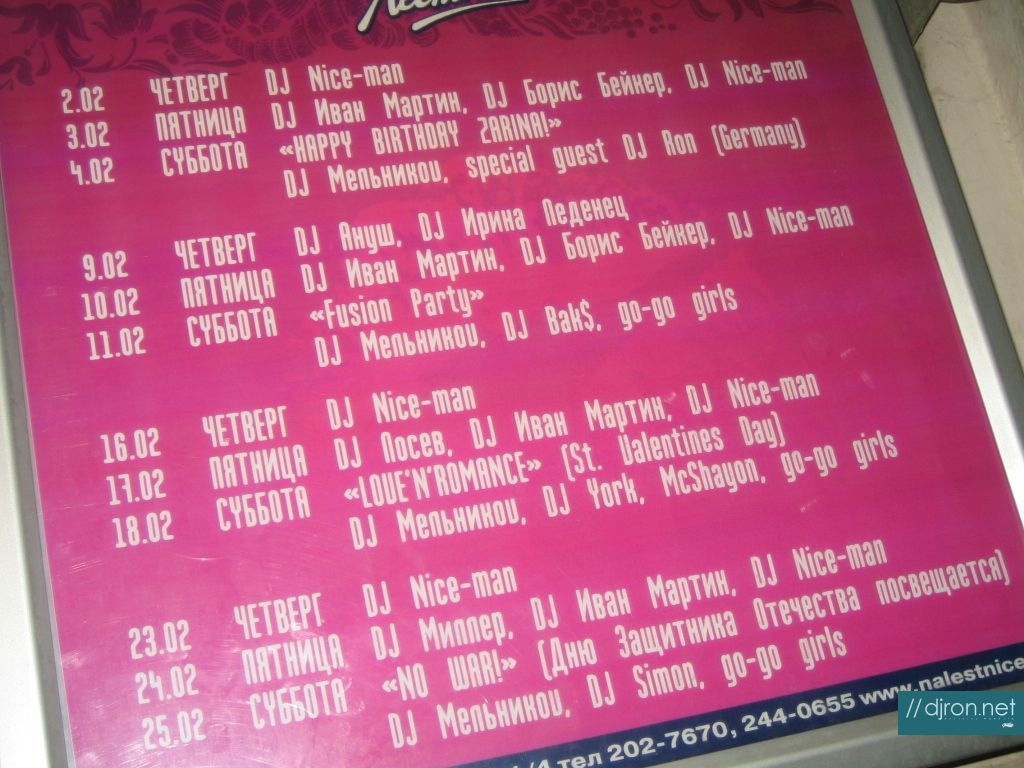 2.02 ЧЕТВЕРГ DJ Nice-man
3.02 ПЯТНИЦА DJ Иван Мартин, DJ Борис Бейкер, DJ Nice-man
4.02 СУББОТА «HAPPY BIRTHDAY ZARINA!»
DJ Мельникоv, special guest DJ Ron (Germany)
9.02 ЧЕТВЕРГ DJ Януш, DJ Ирина Леденец
10.02 ПЯТНИЦА DJ Иван Мартин, DJ Борис Бейкер, DJ Nice-man
11.02 СУББОТА «Fusion Party»
DJ Мельникоv, DJ Bak$, go-go girls
16.02 ЧЕТВЕРГ DJ Nice-man
17.02 ПЯТНИЦА DJ Лосев, DJ Иван Мартин, DJ Nice-man
18.02 СУББОТА «LOVE'N'ROMANCE» (St. Valentines Day)
DJ Мельникоv, DJ York, McShayon, go-go girls
23.02 ЧЕТВЕРГ DJ Nice-man
24.02 ПЯТНИЦА DJ Миллер, DJ Иван Мартин, DJ Nice-man
25.02 СУББОТА «NO WAR!» (Дню Защитника Отечества посвещается)
DJ Мельникоv, DJ Simon, go-go girls
тел 202-7670, 244-0655 www.nalestnice
// djron.net